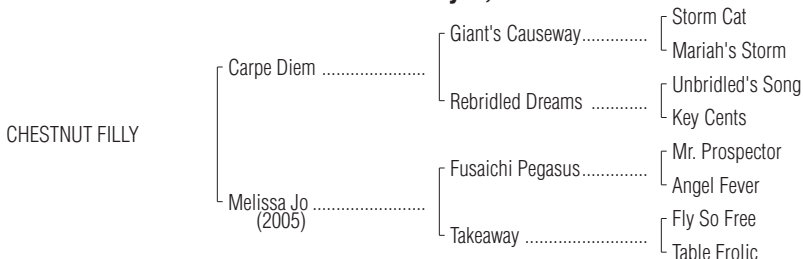 CHESTNUT FILLY
Carpe Diem ......................
Melissa Jo ........................
(2005)
Giant's Causeway.............
Rebridled Dreams ............
Fusaichi Pegasus.............
Takeaway ..........................
Storm Cat
Mariah's Storm
Unbridled's Song
Key Cents
Mr. Prospector
Angel Fever
Fly So Free
Table Frolic